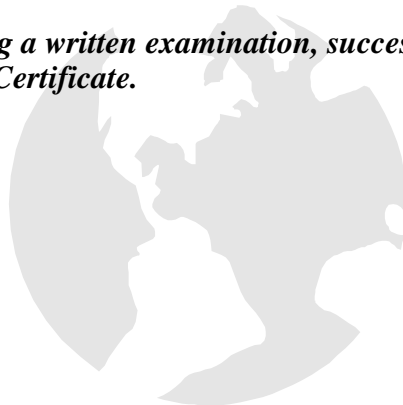 g a written examination, succes
Certificate.